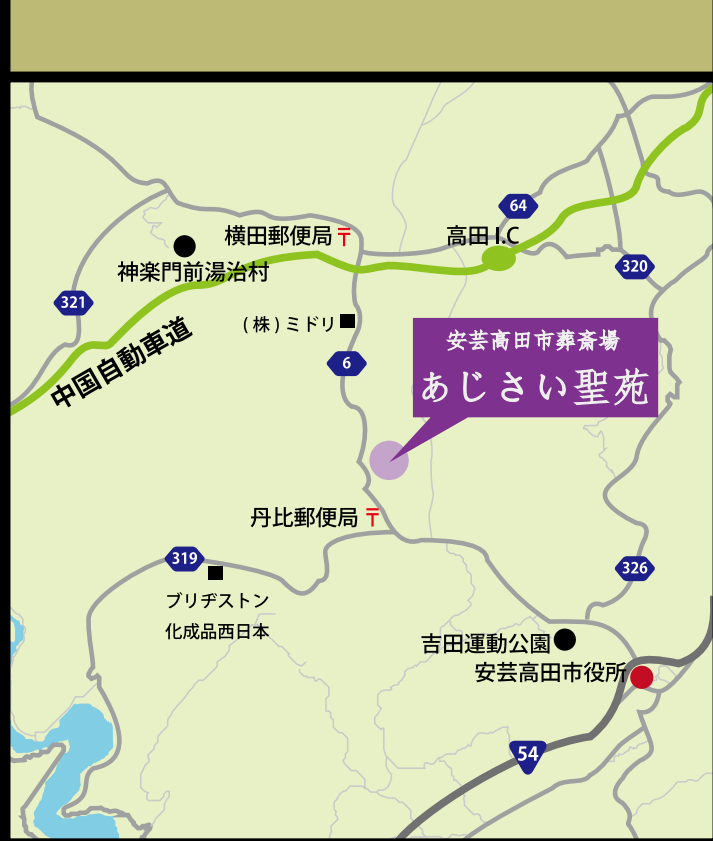 64
横田郵便局
高田I.C
神楽門前湯治村
320
321
(株)ミドリ
中国自動車道
安芸高田市葬斎場
あじさい聖苑
6
丹比郵便局
319
326
ブリヂストン
化成品西日本
吉田運動公園
安芸高田市役所
54